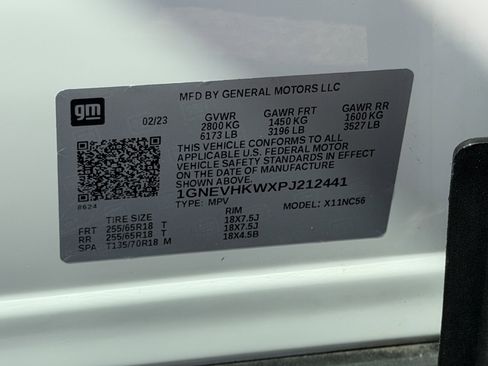 gm
MFD BY GENERAL MOTORS LLC
02/23 GVWR GAWR FRT GAWR RR
2800 KG 1450 KG 1600 KG
6173 LB 3196 LB 3527 LB
THIS VEHICLE CONFORMS TO ALL
APPLICABLE U.S. FEDERAL MOTOR
VEHICLE SAFETY STANDARDS IN EFFECT
ON THE DATE OF MANUFACTURE SHOWN ABOVE.
1GNEVHKWXPJ212441
TYPE: MPV MODEL: X11NC56
8624
TIRE SIZE RIM
FRT 255/65R18 T 18X7.5J
RR 255/65R18 T 18X7.5J
SPA T135/70R18 M 18X4.5B